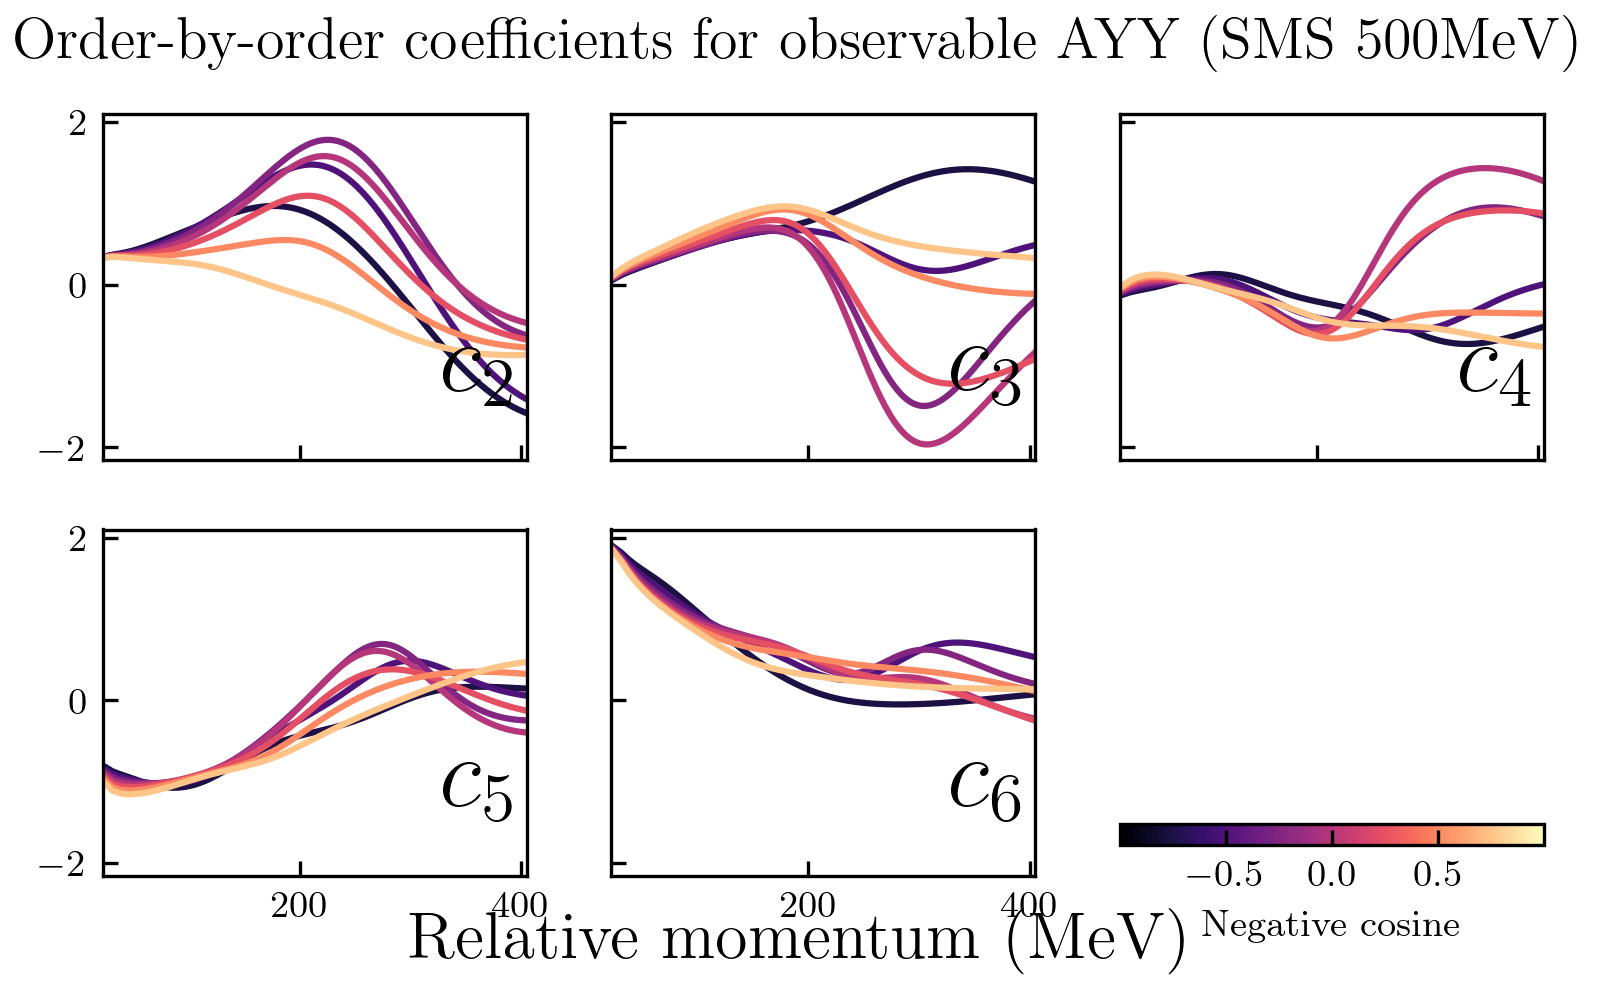 Order-by-order coefficients for observable AYY (SMS 500MeV)
2
0
−2
c2
c3
c4
2
0
−2
c5
c6
200
400
200
400
−0.5
0.0
0.5
Negative cosine
Relative momentum (MeV)